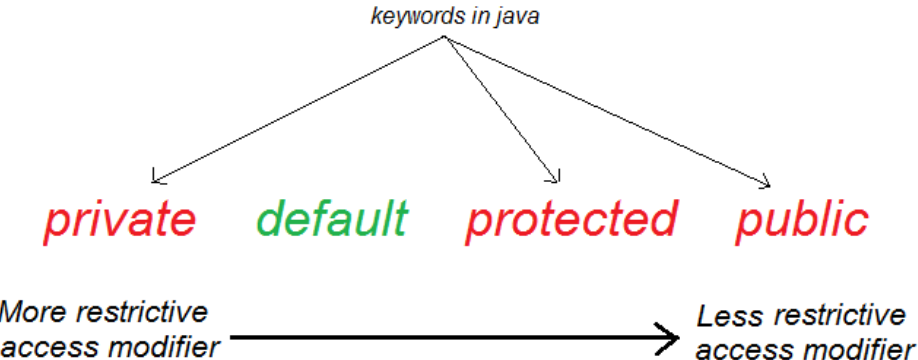 keywords in java
private default protected public
More restrictive
access modifier
Less restrictive
access modifier